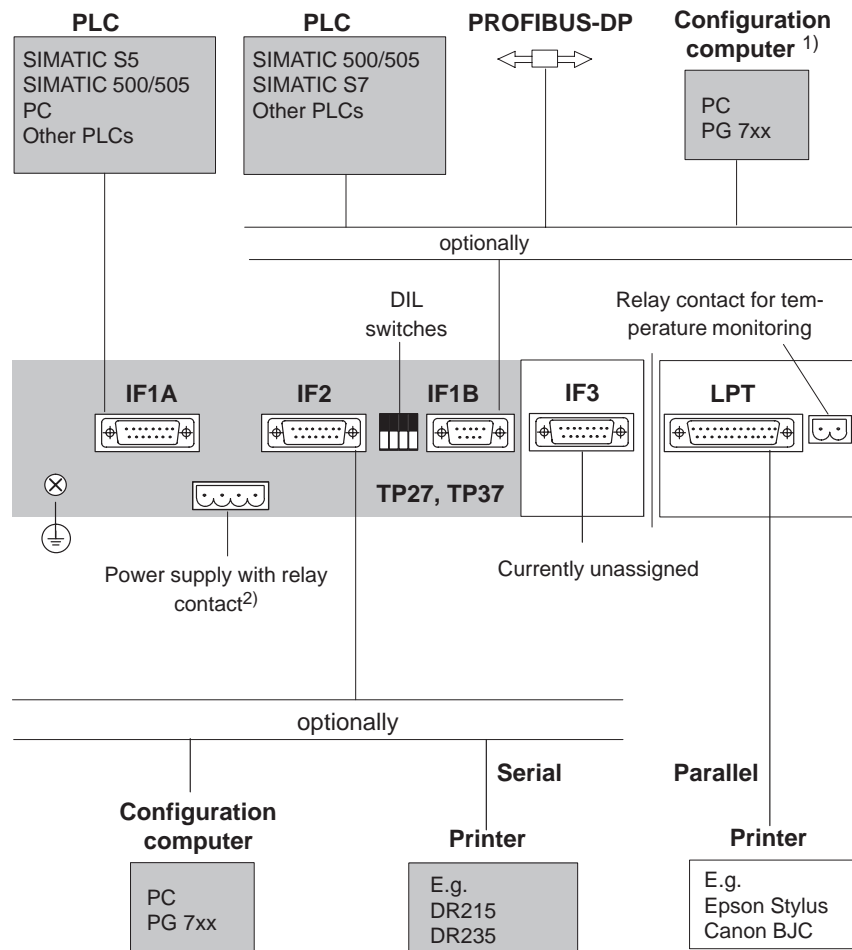 PLC
SIMATIC S5
SIMATIC 500/505
PC
Other PLCs
PLC
SIMATIC 500/505
SIMATIC S7
Other PLCs
PROFIBUS-DP
Configuration
computer 1)
PC
PG 7xx
optionally
DIL
switches
Relay contact for tem-
perature monitoring
IF1A
IF2
IF1B
IF3
LPT
TP27, TP37
Power supply with relay
contact2)
Currently unassigned
optionally
Serial
Parallel
Configuration
computer
PC
PG 7xx
Printer
E.g.
DR215
DR235
Printer
E.g.
Epson Stylus
Canon BJC